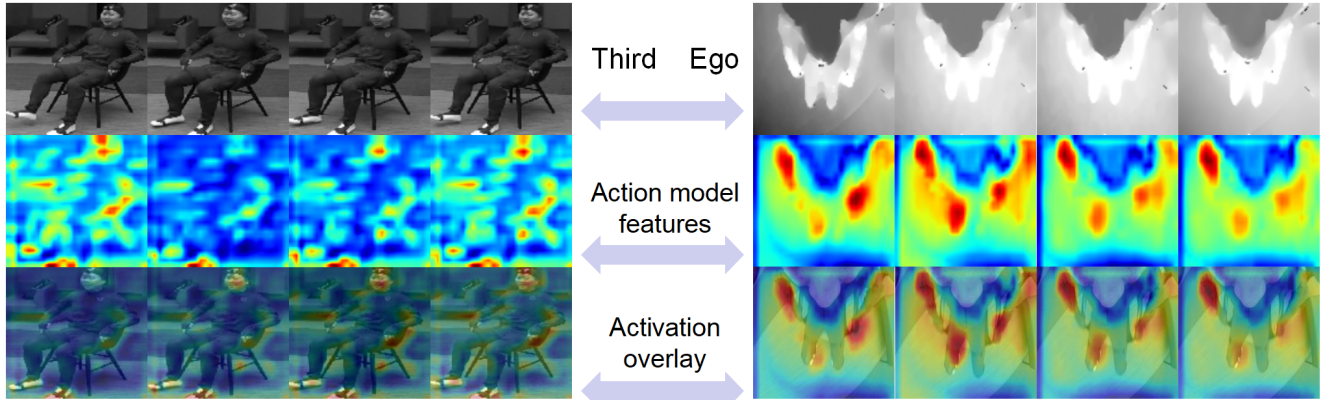 Third Ego
Action model
features
Activation
overlay